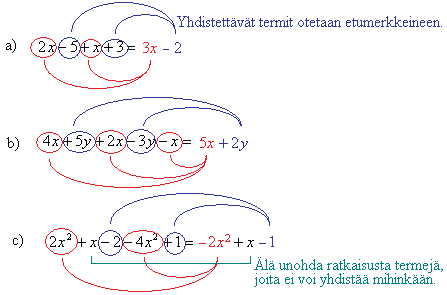 Yhdistettävät termit otetaan etumerkkeineen.
a) 2x − 5 + x + 3 = 3x − 2
b) 4x + 5y + 2x − 3y − x = 5x + 2y
c) 2x² + x − 2 − 4x² + 1 = −2x² + x − 1
Älä unohda ratkaisusta termejä,
joita ei voi yhdistää mihinkään.